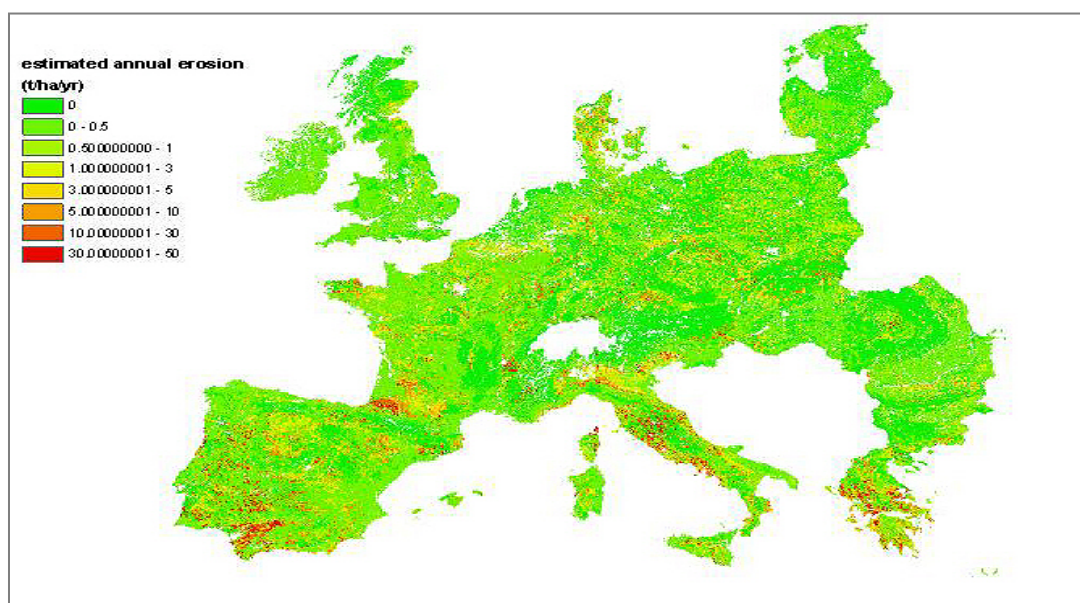 estimated annual erosion
(t/ha/yr)
0
0 - 0.5
0.500000000 - 1
1.000000001 - 3
3.000000001 - 5
5.000000001 - 10
10.00000001 - 30
30.00000001 - 50